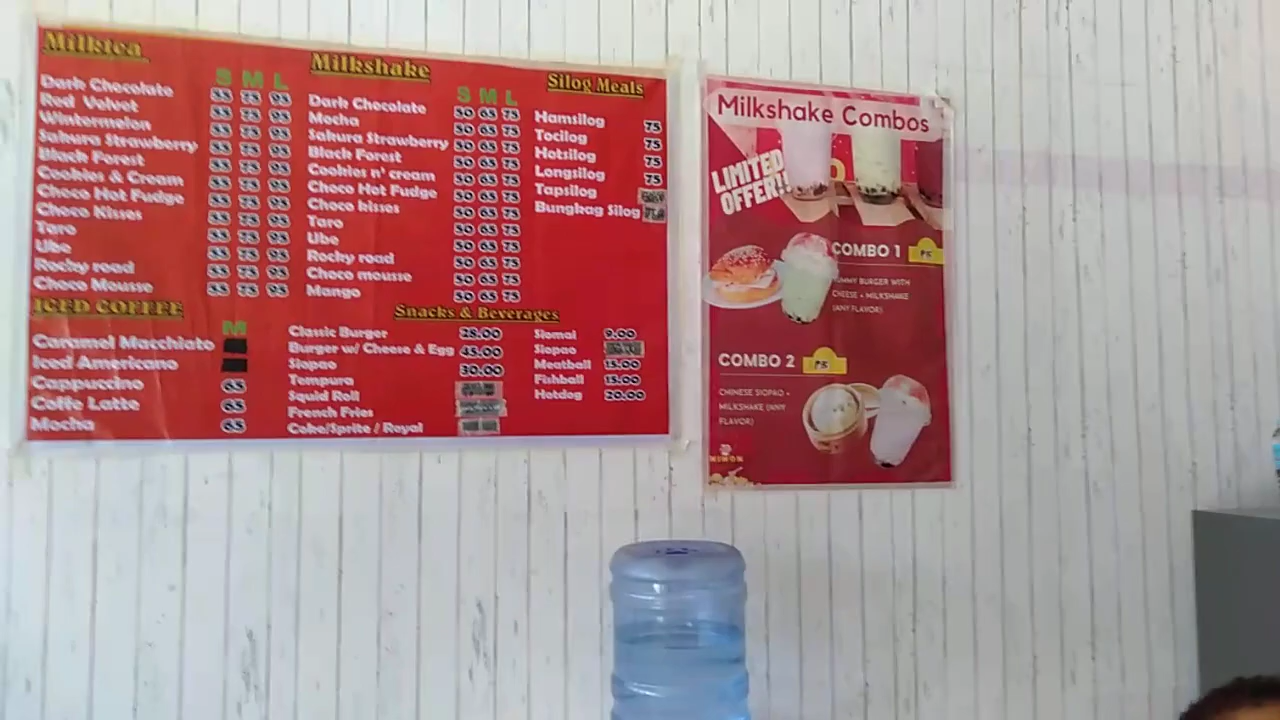 Milktea
S M L
Dark Chocolate 55 75 95
Red Velvet 55 75 95
Wintermelon 55 75 95
Sakura Strawberry 55 75 95
Black Forest 55 75 95
Cookies & Cream 55 75 95
Choco Hot Fudge 55 75 95
Choco Kisses 55 75 95
Taro 55 75 95
Ube 55 75 95
Rocky road 55 75 95
Choco Mousse 55 75 95
ICED COFFEE
M
Caramel Macchiato
Iced Americano
Cappuccino 65
Coffe Latte 65
Mocha 65
Milkshake
S M L
Dark Chocolate 50 65 75
Mocha 50 65 75
Sakura Strawberry 50 65 75
Black Forest 50 65 75
Cookies n' cream 50 65 75
Choco Hot Fudge 50 65 75
Choco kisses 50 65 75
Taro 50 65 75
Ube 50 65 75
Rocky road 50 65 75
Choco mousse 50 65 75
Mango 50 65 75
Silog Meals
Hamsilog 75
Tocilog 75
Hotsilog 75
Longsilog 75
Tapsilog
Bungkag Silog
Snacks & Beverages
Classic Burger 28.00
Burger w/ Cheese & Egg 45.00
Siopao 30.00
Tempura
Squid Roll
French Fries
Coke/Sprite / Royal
Siomai 9.00
Siopao
Meatball 15.00
Fishball 15.00
Hotdog 20.00
Milkshake Combos
LIMITED
OFFER!!
COMBO 1
YUMMY BURGER WITH
CHEESE + MILKSHAKE
(ANY FLAVOR)
COMBO 2
CHINESE SIOPAO +
MILKSHAKE (ANY
FLAVOR)